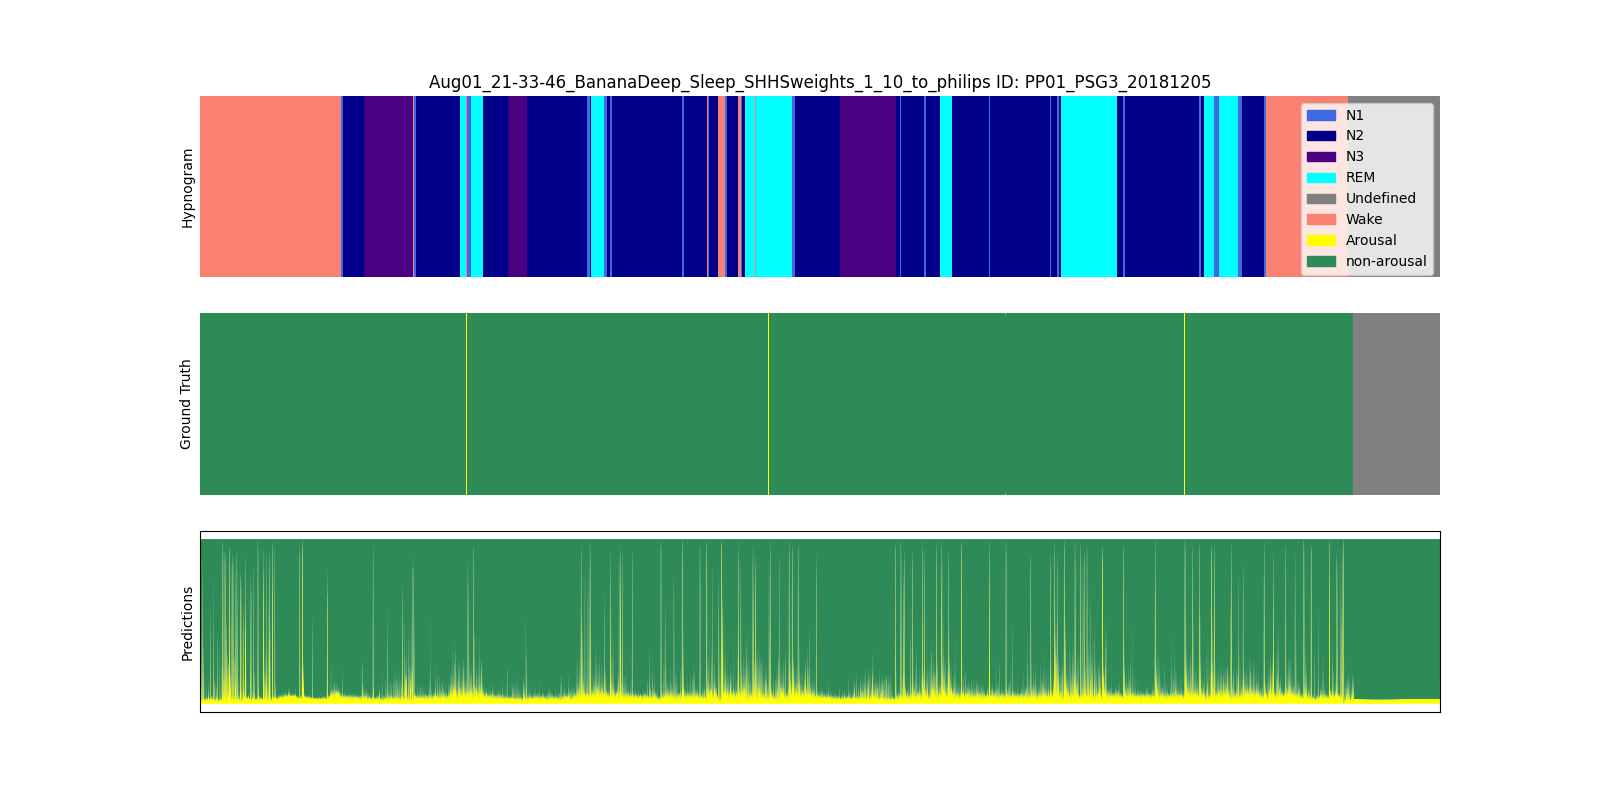 Aug01_21-33-46_BananaDeep_Sleep_SHHSweights_1_10_to_philips ID: PP01_PSG3_20181205
Hypnogram
N1
N2
N3
REM
Undefined
Wake
Arousal
non-arousal
Ground Truth
Predictions